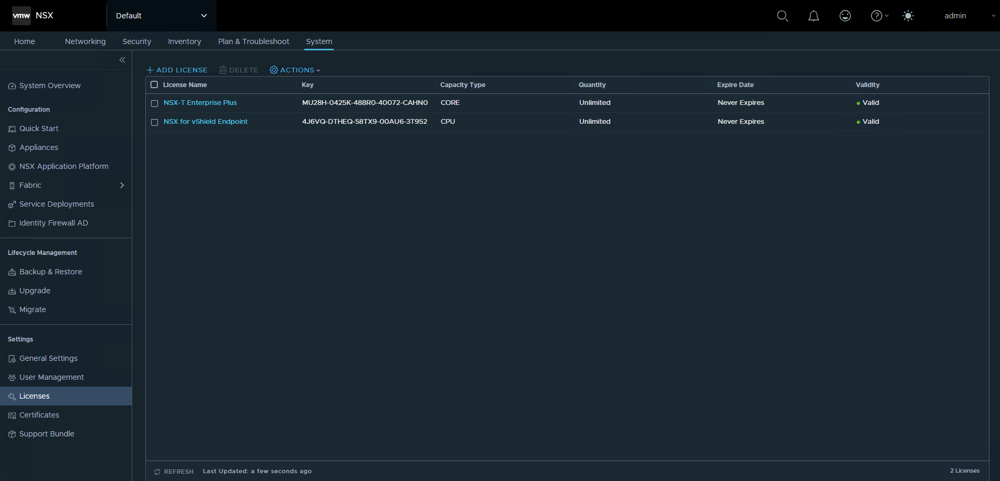 vmw NSX Default admin
Home Networking Security Inventory Plan & Troubleshoot System
System Overview
Configuration
Quick Start
Appliances
NSX Application Platform
Fabric
Service Deployments
Identity Firewall AD
Lifecycle Management
Backup & Restore
Upgrade
Migrate
Settings
General Settings
User Management
Licenses
Certificates
Support Bundle
ADD LICENSE DELETE ACTIONS
License Name Key Capacity Type Quantity Expire Date Validity
NSX-T Enterprise Plus MU28H-0425K-488R0-40072-CAHN0 CORE Unlimited Never Expires Valid
NSX for vShield Endpoint 4J6VQ-DTHEQ-58TX9-00AU6-3T952 CPU Unlimited Never Expires Valid
REFRESH Last Updated: a few seconds ago 2 Licenses